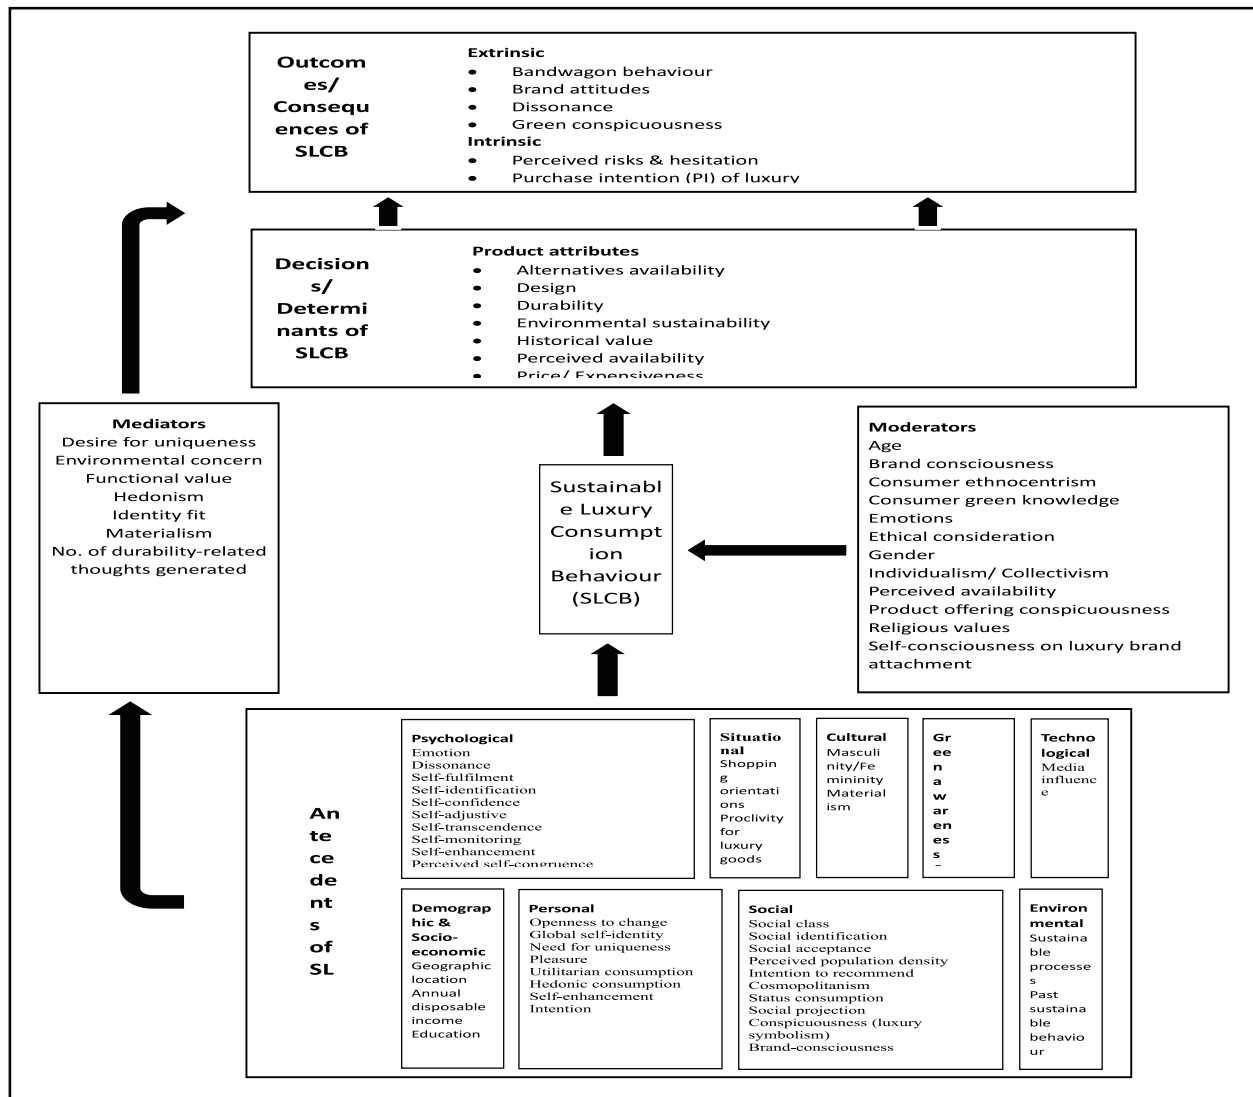 Outcom
es/
Consequ
ences of
SLCB
Extrinsic
• Bandwagon behaviour
• Brand attitudes
• Dissonance
• Green conspicuousness
Intrinsic
• Perceived risks & hesitation
• Purchase intention (PI) of luxury
Decision
s/
Determi
nants of
SLCB
Product attributes
• Alternatives availability
• Design
• Durability
• Environmental sustainability
• Historical value
• Perceived availability
• Price/ Expensiveness
Mediators
Desire for uniqueness
Environmental concern
Functional value
Hedonism
Identity fit
Materialism
No. of durability-related
thoughts generated
Sustainabl
e Luxury
Consumpt
ion
Behaviour
(SLCB)
Moderators
Age
Brand consciousness
Consumer ethnocentrism
Consumer green knowledge
Emotions
Ethical consideration
Gender
Individualism/ Collectivism
Perceived availability
Product offering conspicuousness
Religious values
Self-consciousness on luxury brand
attachment
An
te
ce
de
nt
s
of
SL
Psychological
Emotion
Dissonance
Self-fulfilment
Self-identification
Self-confidence
Self-adjustive
Self-transcendence
Self-monitoring
Self-enhancement
Perceived self-congruence
Situatio
nal
Shoppin
g
orientati
ons
Proclivity
for
luxury
goods
Cultural
Masculi
nity/Fe
mininity
Material
ism
Gr
ee
n
a
w
ar
en
es
s
Techno
logical
Media
influenc
e
Demograp
hic &
Socio-
economic
Geographic
location
Annual
disposable
income
Education
Personal
Openness to change
Global self-identity
Need for uniqueness
Pleasure
Utilitarian consumption
Hedonic consumption
Self-enhancement
Intention
Social
Social class
Social identification
Social acceptance
Perceived population density
Intention to recommend
Cosmopolitanism
Status consumption
Social projection
Conspicuousness (luxury
symbolism)
Brand-consciousness
Environ
mental
Sustaina
ble
processe
s
Past
sustaina
ble
behavio
ur